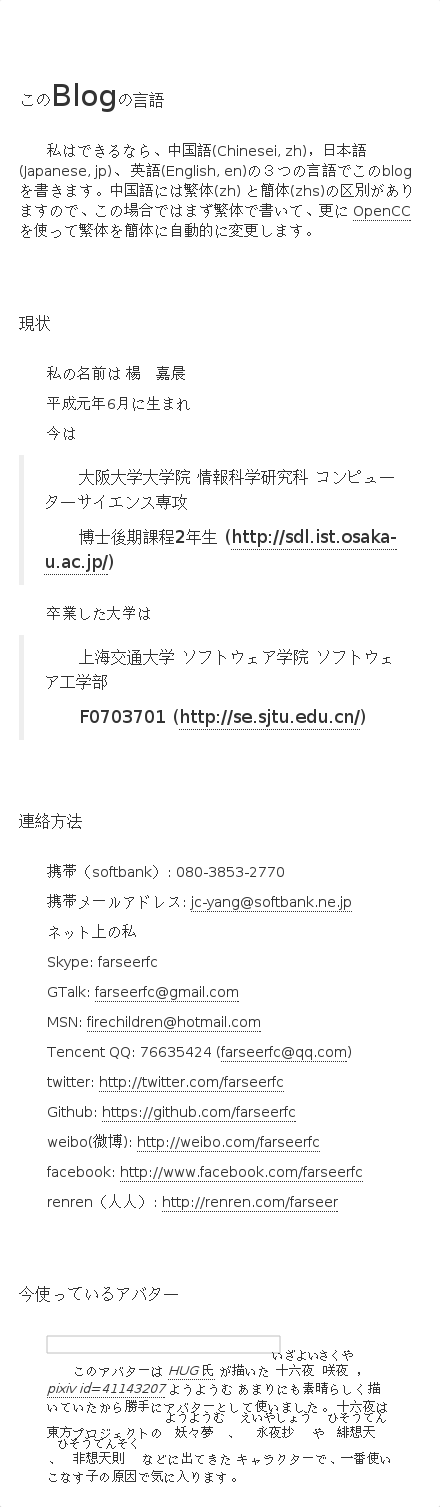 このBlogの言語
私はできるなら、中国語(Chinesei, zh)，日本語
(Japanese, jp)、英語(English, en)の３つの言語でこのblog
を書きます。中国語には繁体(zh) と簡体(zhs)の区別があり
ますので、この場合ではまず繁体で書いて、更に OpenCC
を使って繁体を簡体に自動的に変更します。
現状
私の名前は 楊　嘉晨
平成元年6月に生まれ
今は
大阪大学大学院 情報科学研究科 コンピュー
ターサイエンス専攻
博士後期課程2年生 (http://sdl.ist.osaka-
u.ac.jp/)
卒業した大学は
上海交通大学 ソフトウェア学院 ソフトウェ
ア工学部
F0703701 (http://se.sjtu.edu.cn/)
連絡方法
携帯（softbank）: 080-3853-2770
携帯メールアドレス: jc-yang@softbank.ne.jp
ネット上の私
Skype: farseerfc
GTalk: farseerfc@gmail.com
MSN: firechildren@hotmail.com
Tencent QQ: 76635424 (farseerfc@qq.com)
twitter: http://twitter.com/farseerfc
Github: https://github.com/farseerfc
weibo(微博): http://weibo.com/farseerfc
facebook: http://www.facebook.com/farseerfc
renren（人人）: http://renren.com/farseer
今使っているアバター
いざよいさくや
このアバターは HUG 氏 が描いた 十六夜 咲夜 ，
pixiv id=41143207 ようようむ あまりにも素晴らしく描
いていたから勝手にアバターとして使いました 。十六夜は
ようようむ えいやしょう ひそうてん
東方プロジェクトの 妖々夢 、 永夜抄 や 緋想天
ひそうてんそく
、 非想天則 などに出てきた キャラクターで、一番使い
こなす子の原因で気に入ります。